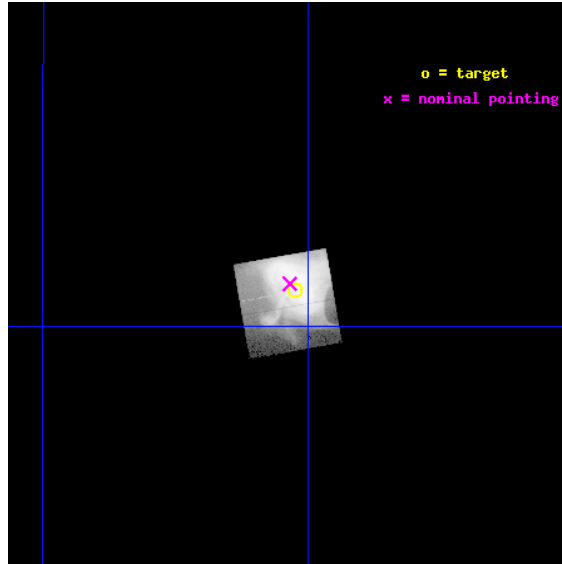 o = target
x = nominal pointing